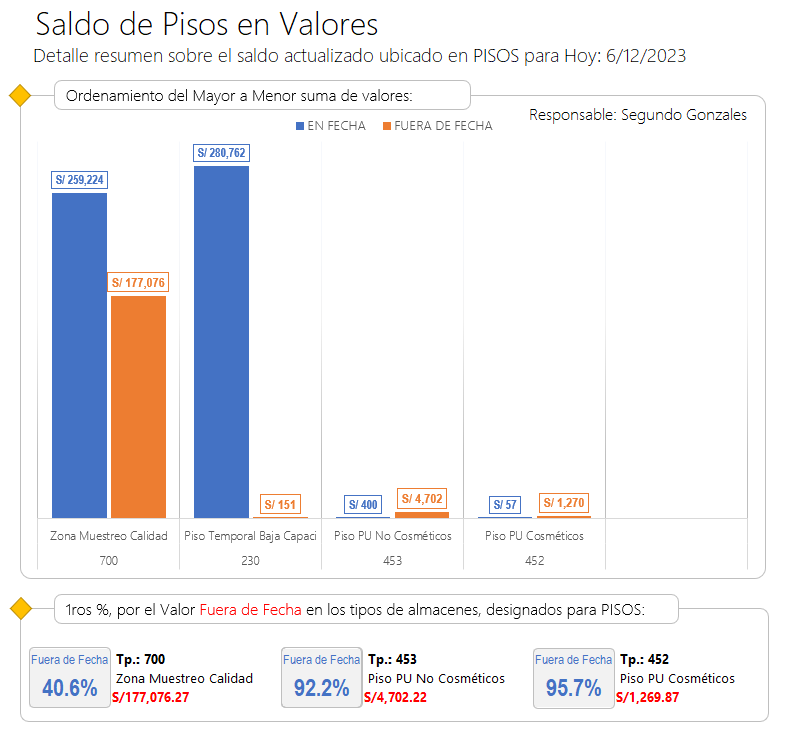 Saldo de Pisos en Valores
Detalle resumen sobre el saldo actualizado ubicado en PISOS para Hoy: 6/12/2023
Ordenamiento del Mayor a Menor suma de valores:
Responsable: Segundo Gonzales
EN FECHA FUERA DE FECHA
S/ 259,224
S/ 177,076
S/ 280,762
S/ 151
S/ 400
S/ 4,702
S/ 57
S/ 1,270
Zona Muestreo Calidad Piso Temporal Baja Capaci Piso PU No Cosméticos Piso PU Cosméticos
700 230 453 452
1ros %, por el Valor Fuera de Fecha en los tipos de almacenes, designados para PISOS:
Fuera de Fecha
40.6%
Tp.: 700
Zona Muestreo Calidad
S/177,076.27
Fuera de Fecha
92.2%
Tp.: 453
Piso PU No Cosméticos
S/4,702.22
Fuera de Fecha
95.7%
Tp.: 452
Piso PU Cosméticos
S/1,269.87